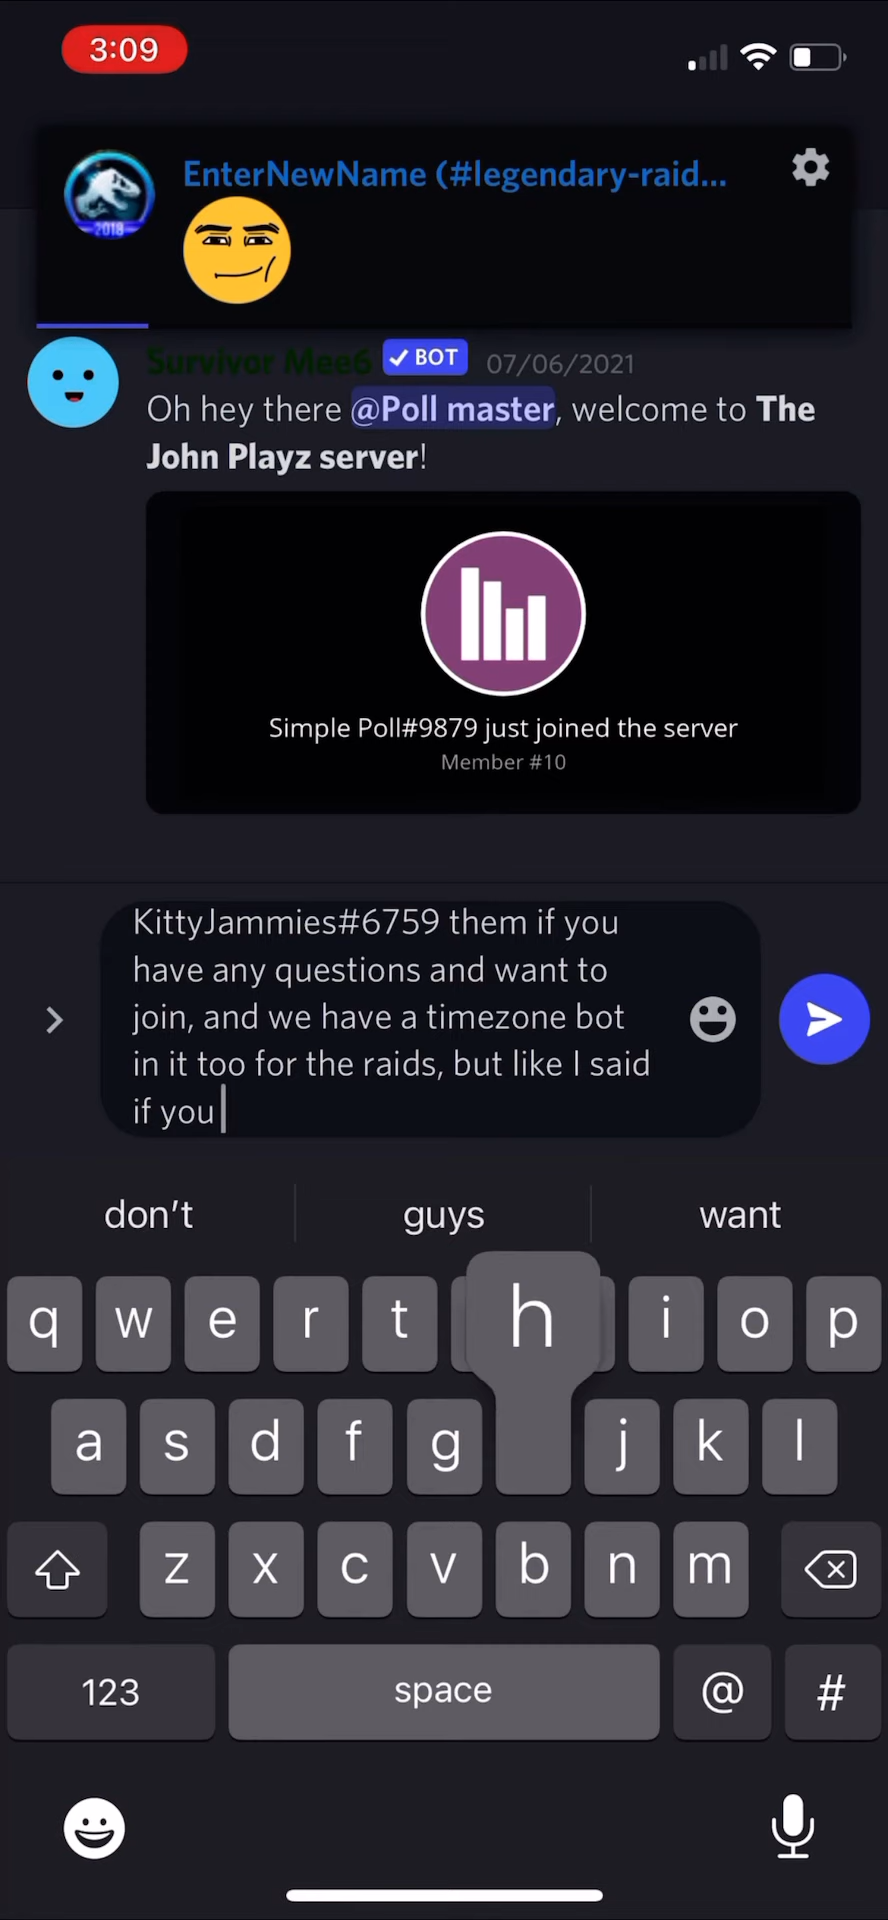 3:09
EnterNewName (#legendary-raid...
2018
Survivor Mee6 BOT 07/06/2021
Oh hey there @Poll master, welcome to The
John Playz server!
Simple Poll#9879 just joined the server
Member #10
KittyJammies#6759 them if you
have any questions and want to
join, and we have a timezone bot
in it too for the raids, but like I said
if you
don't guys want
q w e r t h i o p
a s d f g j k l
z x c v b n m
123 space @ #